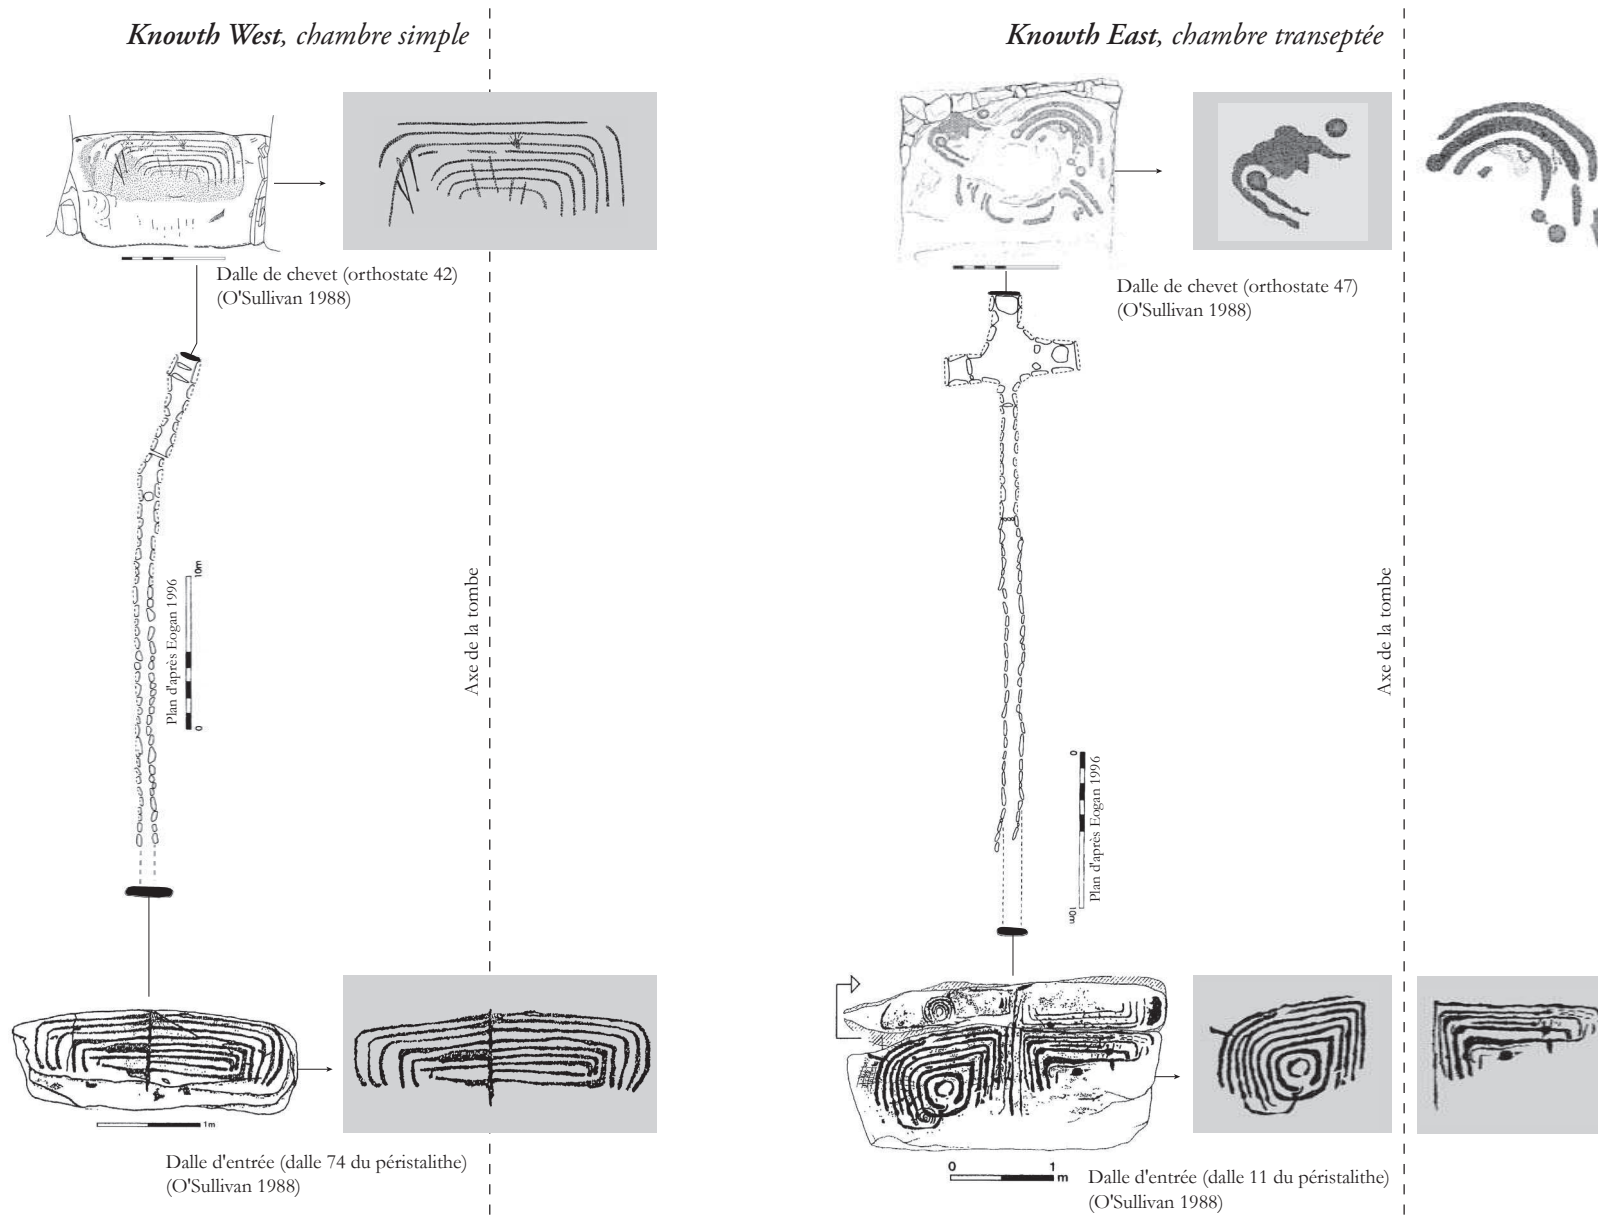 Knowth West, chambre simple
Dalle de chevet (orthostate 42)
(O'Sullivan 1988)
10m
Plan d'après Eogan 1996
0
Axe de la tombe
1m
Dalle d'entrée (dalle 74 du péristalithe)
(O'Sullivan 1988)
Knowth East, chambre transeptée
Dalle de chevet (orthostate 47)
(O'Sullivan 1988)
0
Plan d'après Eogan 1996
10m
Axe de la tombe
0 1
m
Dalle d'entrée (dalle 11 du péristalithe)
(O'Sullivan 1988)